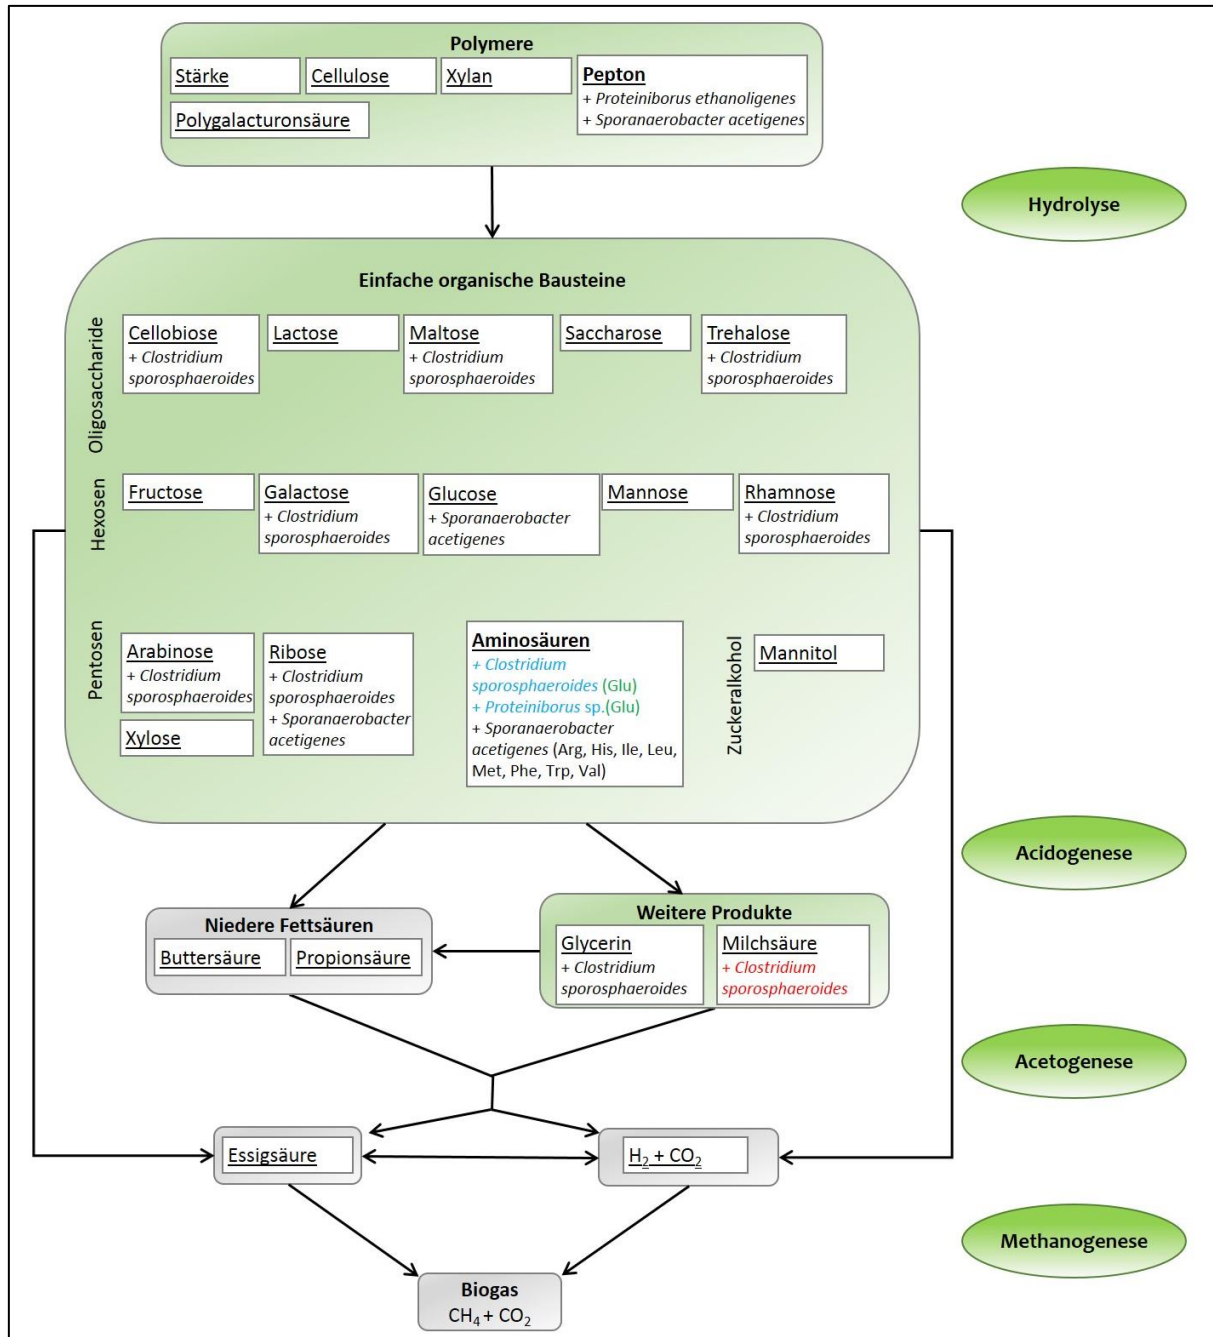 Polymere
Stärke
Cellulose
Xylan
Pepton
+ Proteiniborus ethanoligenes
+ Sporanaerobacter acetigenes
Polygalacturonsäure
Hydrolyse
Einfache organische Bausteine
Oligosaccharide
Cellobiose
+ Clostridium
sporosphaeroides
Lactose
Maltose
+ Clostridium
sporosphaeroides
Saccharose
Trehalose
+ Clostridium
sporosphaeroides
Hexosen
Fructose
Galactose
+ Clostridium
sporosphaeroides
Glucose
+ Sporanaerobacter
acetigenes
Mannose
Rhamnose
+ Clostridium
sporosphaeroides
Pentosen
Arabinose
+ Clostridium
sporosphaeroides
Xylose
Ribose
+ Clostridium
sporosphaeroides
+ Sporanaerobacter
acetigenes
Aminosäuren
+ Clostridium
sporosphaeroides (Glu)
+ Proteiniborus sp.(Glu)
+ Sporanaerobacter
acetigenes (Arg, His, Ile, Leu,
Met, Phe, Trp, Val)
Zuckeralkohol
Mannitol
Acidogenese
Niedere Fettsäuren
Buttersäure
Propionsäure
Weitere Produkte
Glycerin
+ Clostridium
sporosphaeroides
Milchsäure
+ Clostridium
sporosphaeroides
Acetogenese
Essigsäure
H₂ + CO₂
Methanogenese
Biogas
CH₄ + CO₂